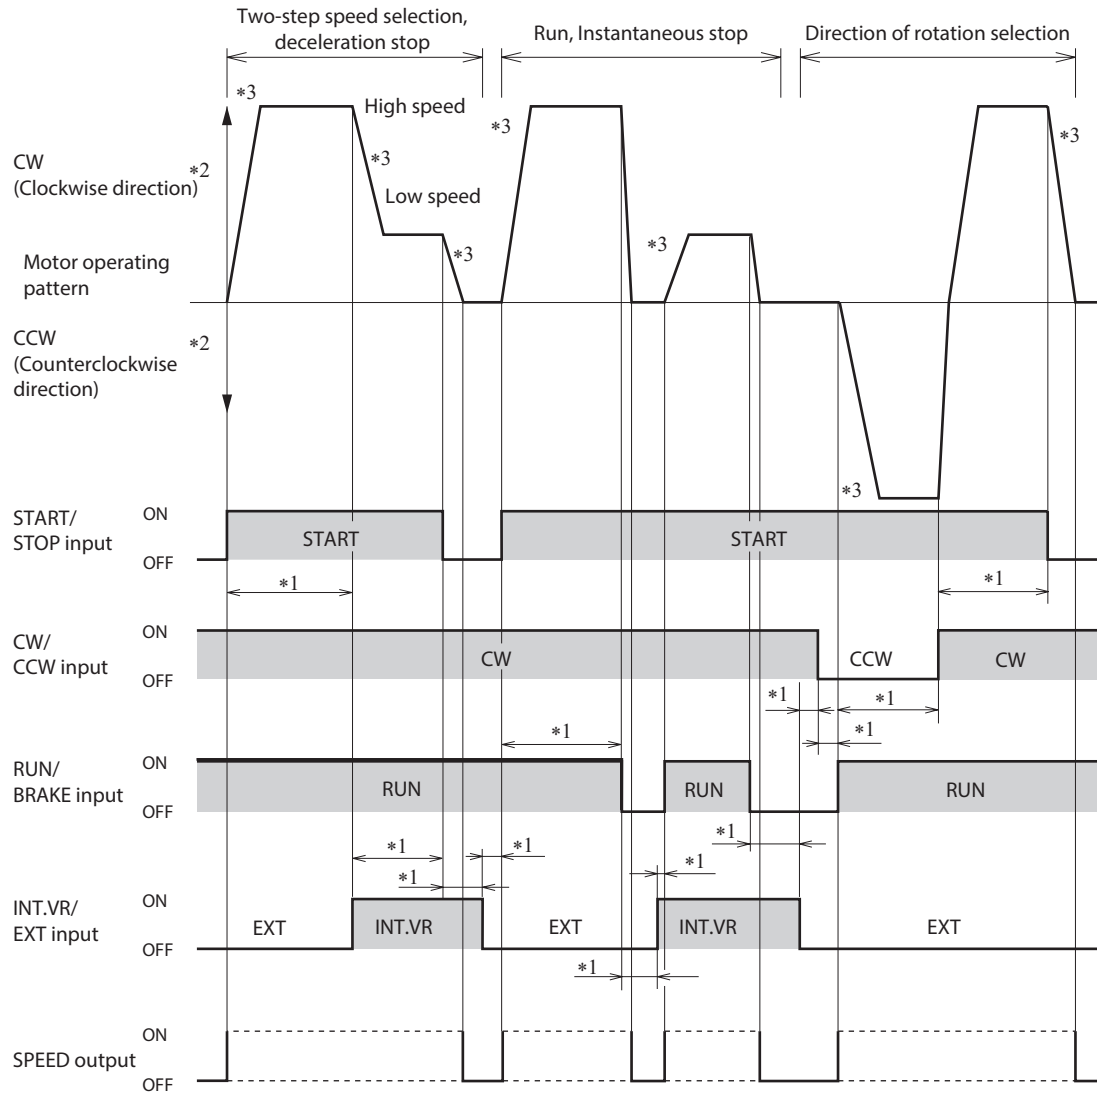 Two-step speed selection,
deceleration stop
Run, Instantaneous stop
Direction of rotation selection
*3
High speed
*3
*3
CW
(Clockwise direction)
*2
*3
Low speed
*3
*3
Motor operating
pattern
CCW
(Counterclockwise
direction)
*2
*3
START/
STOP input
ON
OFF
START
START
*1
*1
CW/
CCW input
ON
OFF
CW
CCW
CW
*1
*1
*1
*1
RUN/
BRAKE input
ON
OFF
RUN
RUN
RUN
*1
*1
*1
*1
*1
INT.VR/
EXT input
ON
OFF
EXT
INT.VR
EXT
INT.VR
EXT
*1
SPEED output
ON
OFF